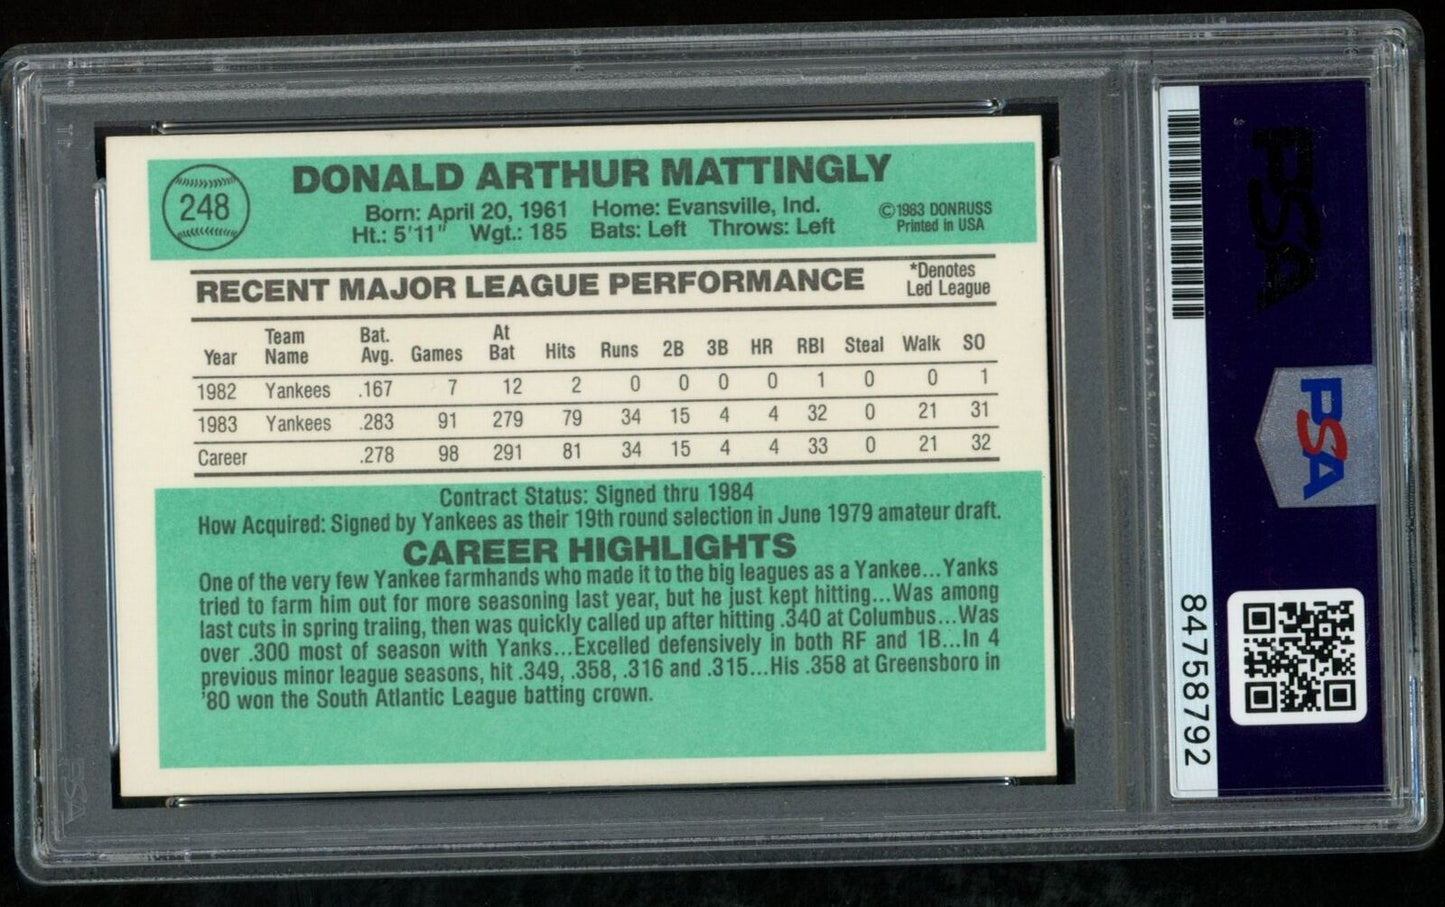 248
DONALD ARTHUR MATTINGLY
Born: April 20, 1961 Home: Evansville, Ind.
Ht.: 5'11" Wgt.: 185 Bats: Left Throws: Left
©1983 DONRUSS
Printed in USA
RECENT MAJOR LEAGUE PERFORMANCE
*Denotes
Led League
Year Team Name Bat. Avg. Games At Bat Hits Runs 2B 3B HR RBI Steal Walk SO
1982 Yankees .167 7 12 2 0 0 0 0 1 0 0 1
1983 Yankees .283 91 279 79 34 15 4 4 32 0 21 31
Career .278 98 291 81 34 15 4 4 33 0 21 32
Contract Status: Signed thru 1984
How Acquired: Signed by Yankees as their 19th round selection in June 1979 amateur draft.
CAREER HIGHLIGHTS
One of the very few Yankee farmhands who made it to the big leagues as a Yankee...Yanks
tried to farm him out for more seasoning last year, but he just kept hitting...Was among
last cuts in spring traiing, then was quickly called up after hitting .340 at Columbus...Was
over .300 most of season with Yanks...Excelled defensively in both RF and 1B...In 4
previous minor league seasons, hit .349, .358, .316 and .315...His .358 at Greensboro in
'80 won the South Atlantic League batting crown.
PSA
PSA
84758792
PSA